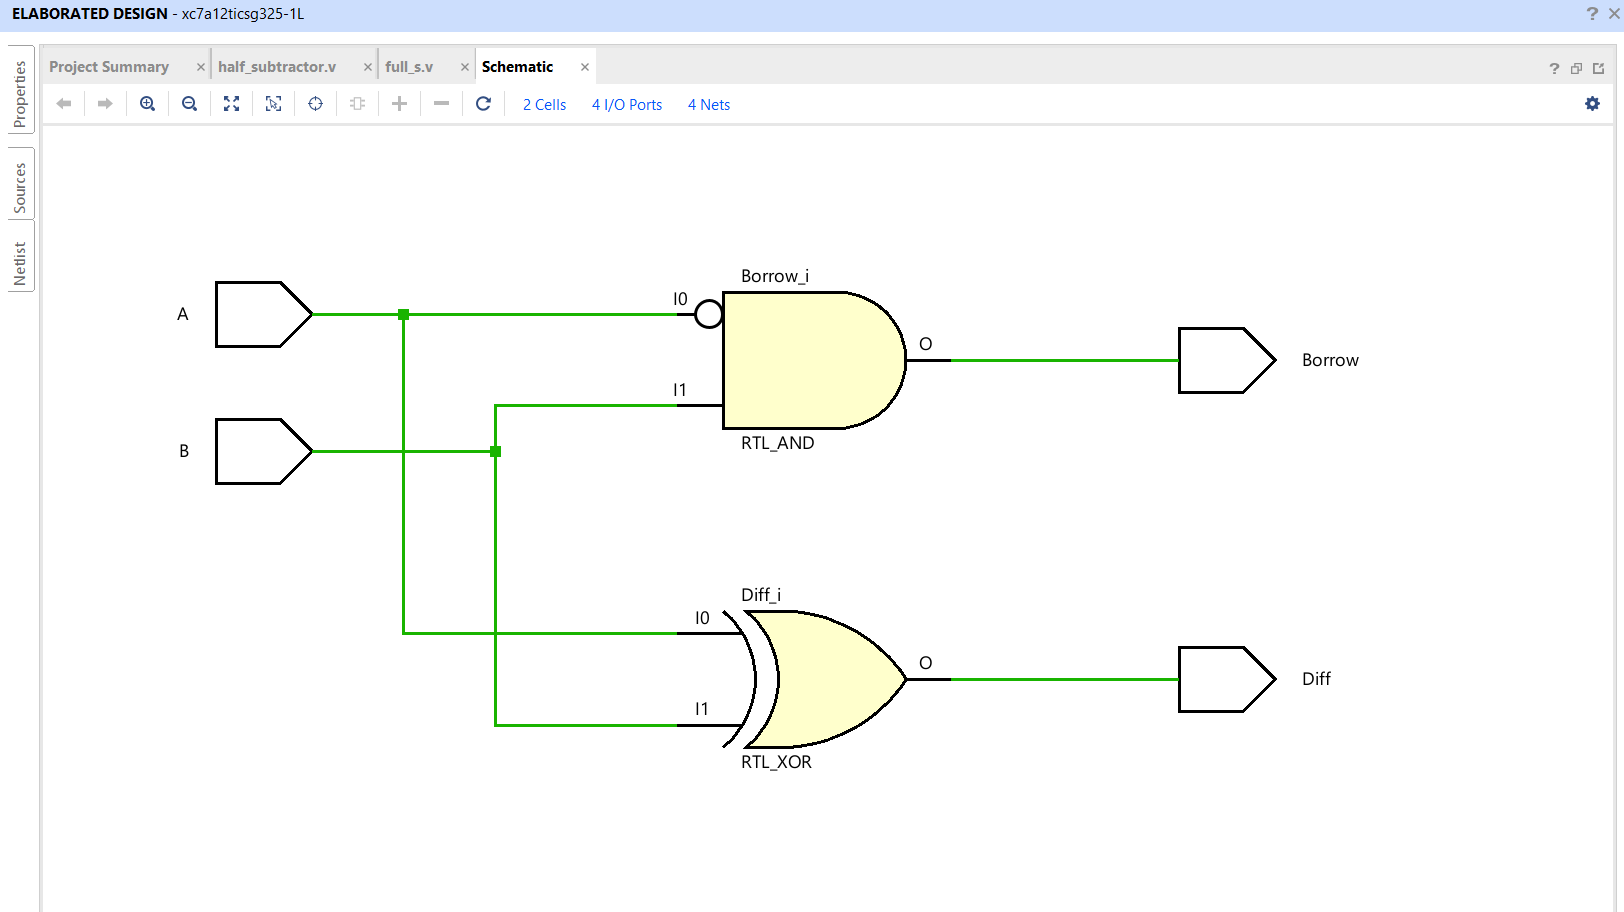 ELABORATED DESIGN - xc7a12ticsg325-1L
Properties
Sources
Netlist
Project Summary
half_subtractor.v
full_s.v
Schematic
2 Cells
4 I/O Ports
4 Nets
A
B
Borrow_i
I0
I1
O
RTL_AND
Borrow
Diff_i
I0
I1
O
RTL_XOR
Diff